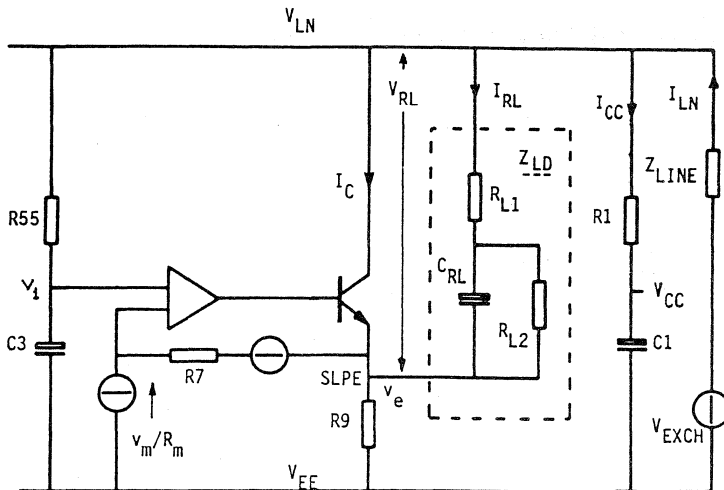 V_LN
V_RL
I_RL
I_CC
I_LN
Z_LD
Z_LINE
I_C
R_L1
R55
R1
C_RL
v_1
V_CC
R_L2
C3
C1
R7
SLPE
v_e
v_m/R_m
R9
V_EXCH
V_EE